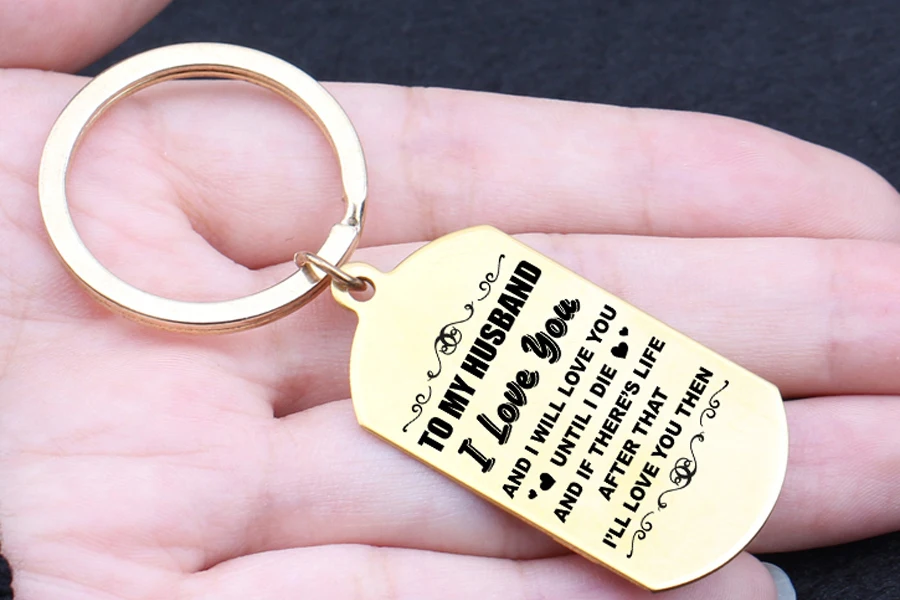 TO MY HUSBAND
I Love You
AND I WILL LOVE YOU
UNTIL I DIE
AND IF THERE'S LIFE
AFTER THAT
I'LL LOVE YOU THEN